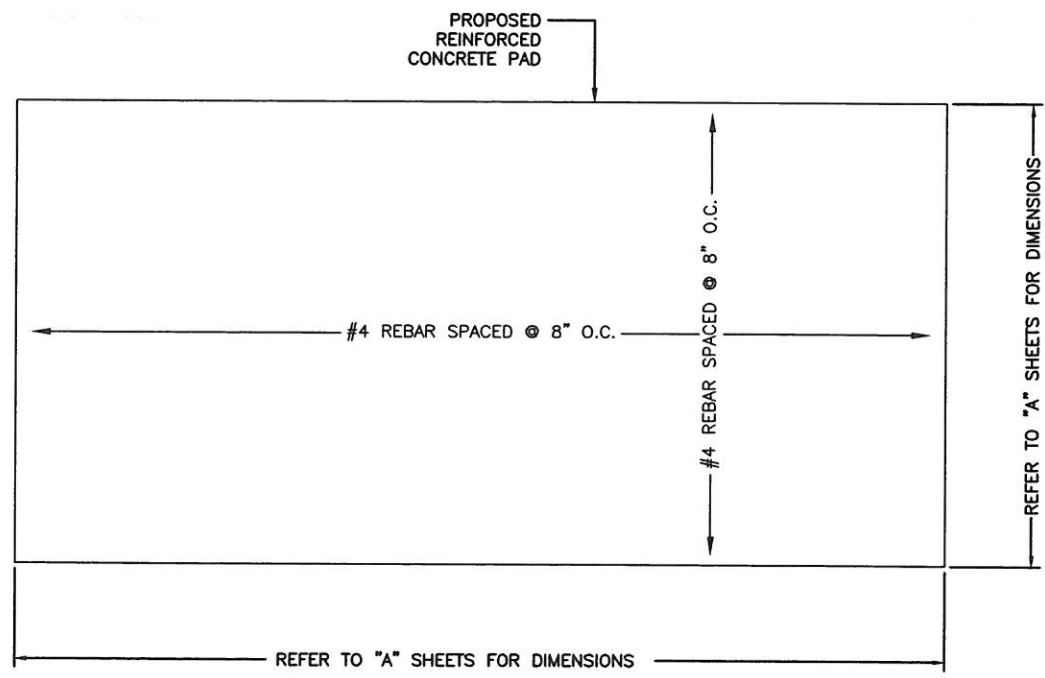 PROPOSED
REINFORCED
CONCRETE PAD
#4 REBAR SPACED @ 8" O.C.
#4 REBAR SPACED @ 8" O.C.
REFER TO "A" SHEETS FOR DIMENSIONS
REFER TO "A" SHEETS FOR DIMENSIONS